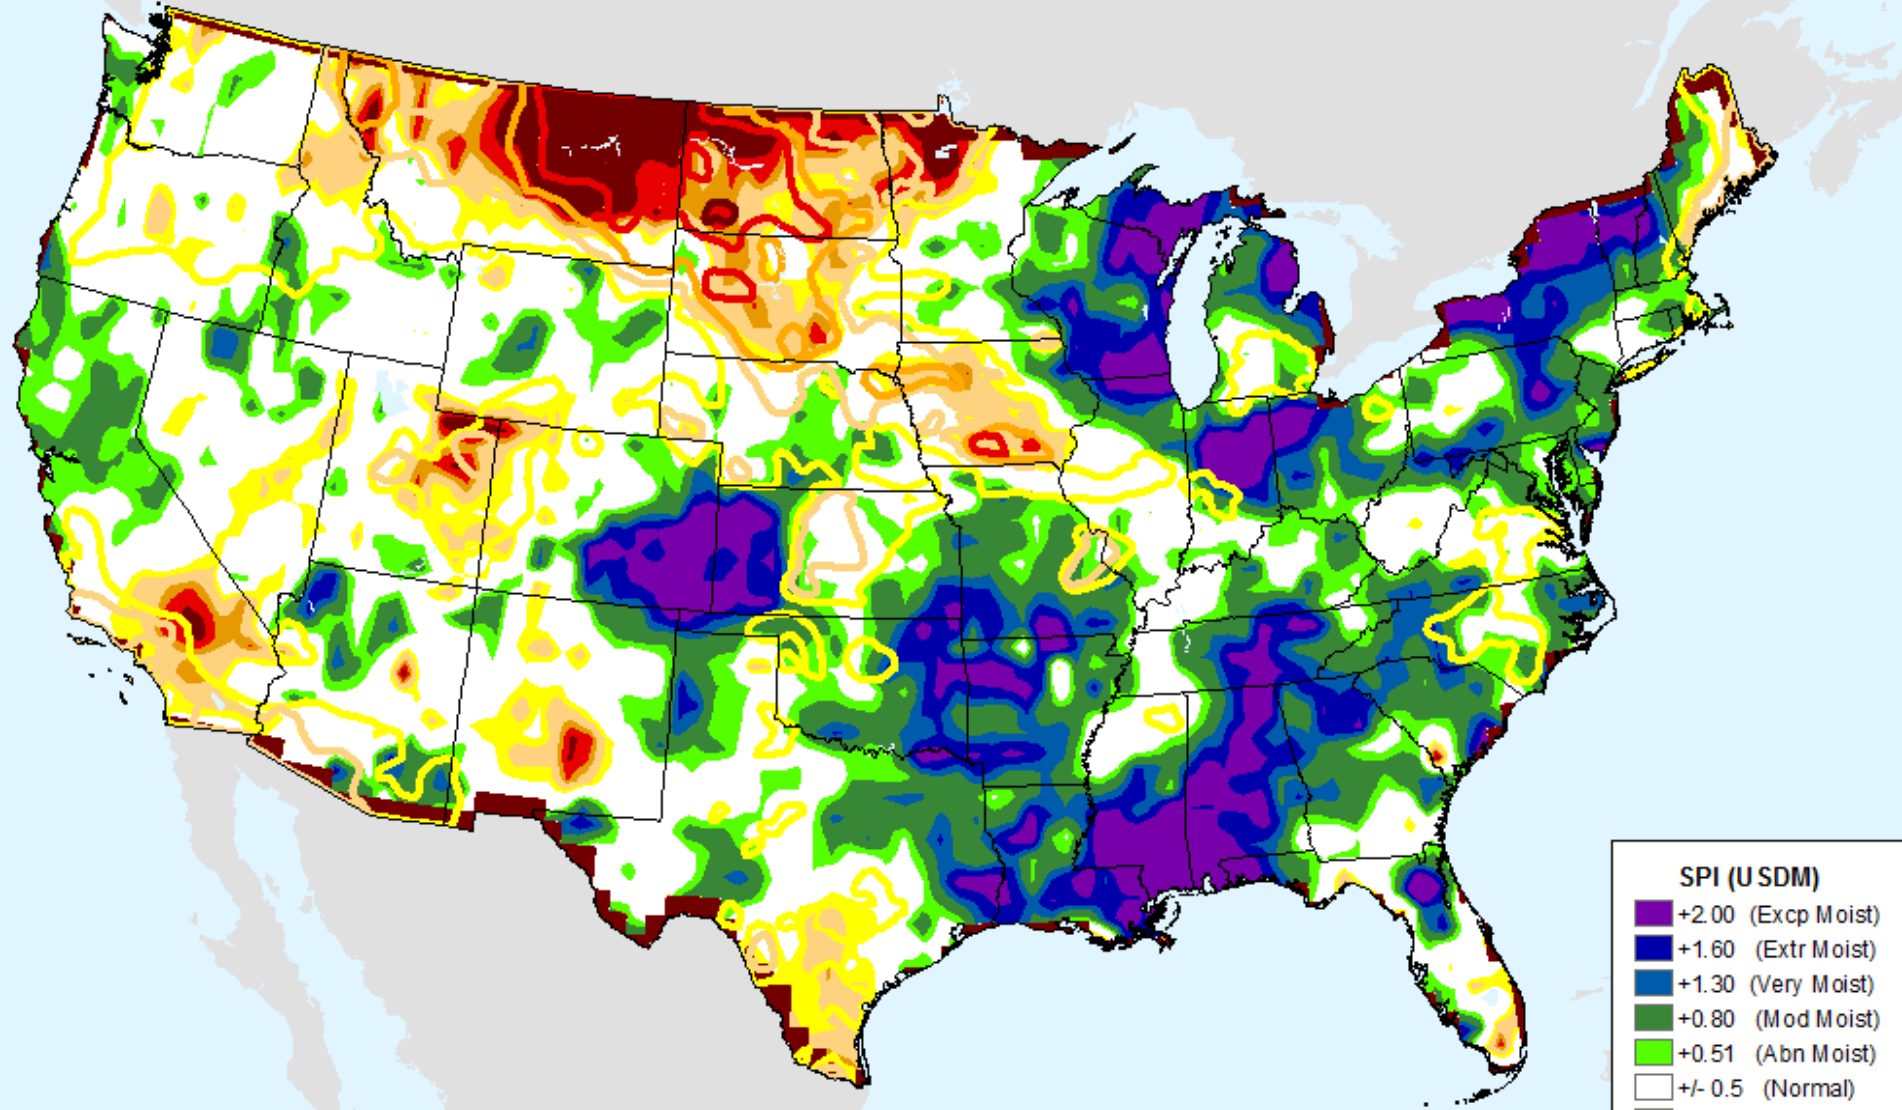 SPI (USDM)
+2.00 (Excp Moist)
+1.60 (Extr Moist)
+1.30 (Very Moist)
+0.80 (Mod Moist)
+0.51 (Abn Moist)
+/- 0.5 (Normal)